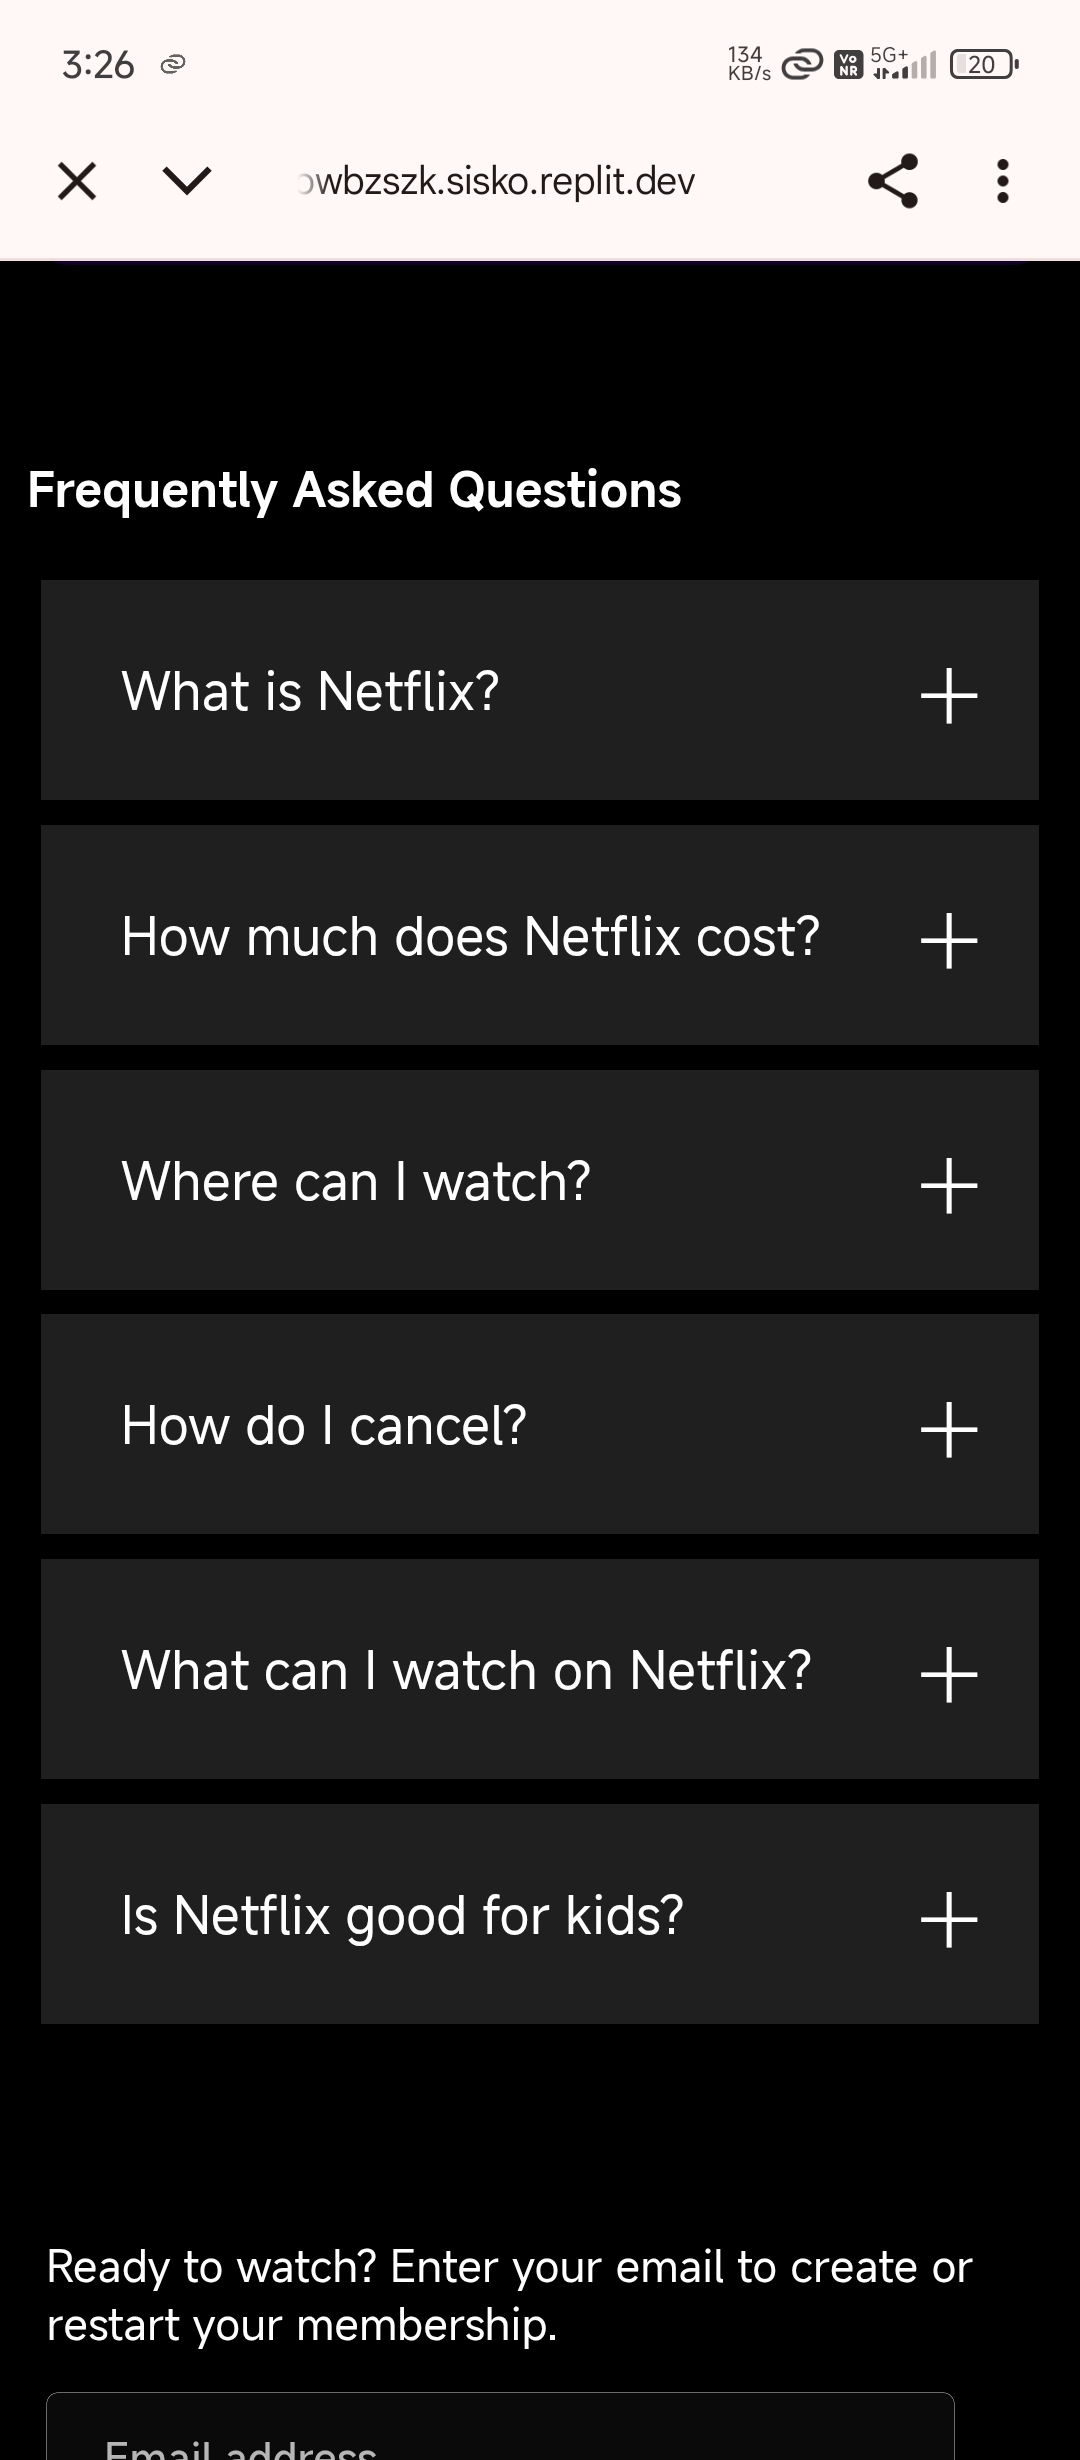 3:26
134
KB/s
Vo
NR
5G+
20
wbzszk.sisko.replit.dev
Frequently Asked Questions
What is Netflix?
How much does Netflix cost?
Where can I watch?
How do I cancel?
What can I watch on Netflix?
Is Netflix good for kids?
Ready to watch? Enter your email to create or
restart your membership.
Email address